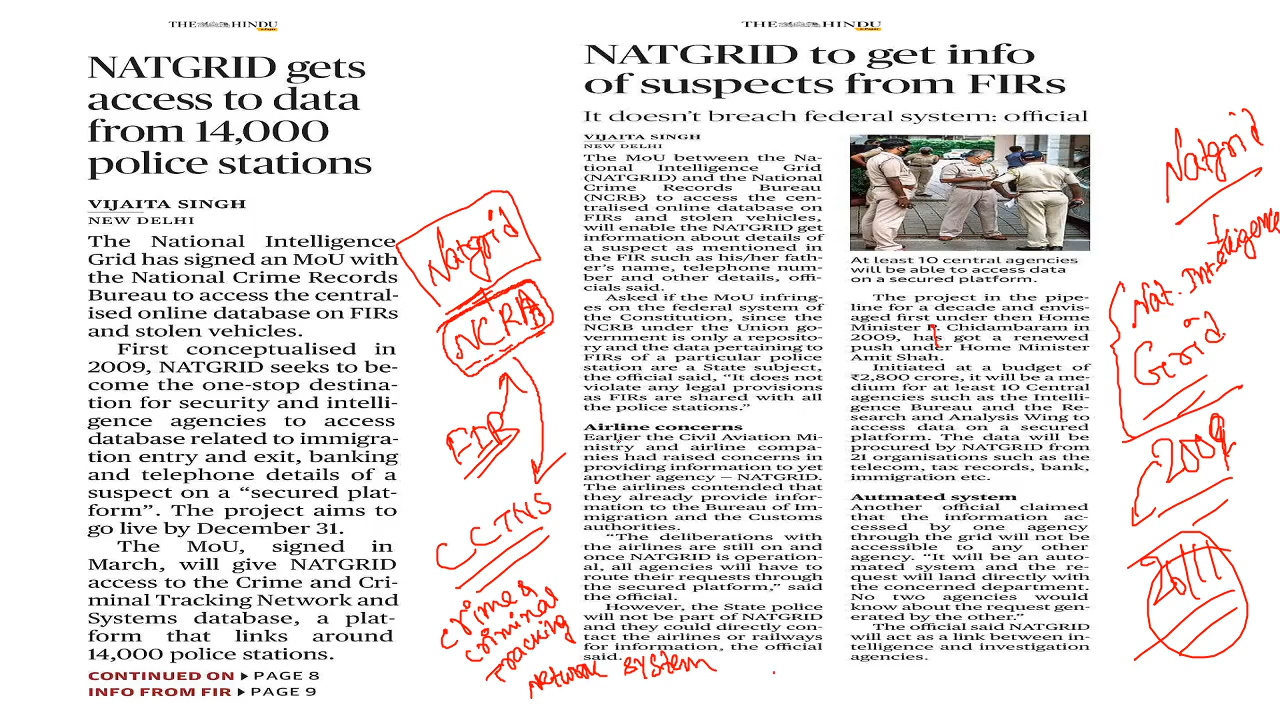 THE HINDU
NATGRID gets
access to data
from 14,000
police stations
VIJAITA SINGH
NEW DELHI
The National Intelligence
Grid has signed an MoU with
the National Crime Records
Bureau to access the central-
ised online database on FIRs
and stolen vehicles.
First conceptualised in
2009, NATGRID seeks to be-
come the one-stop destina-
tion for security and intelli-
gence agencies to access
database related to immigra-
tion entry and exit, banking
and telephone details of a
suspect on a “secured plat-
form”. The project aims to
go live by December 31.
The MoU, signed in
March, will give NATGRID
access to the Crime and Cri-
minal Tracking Network and
Systems database, a plat-
form that links around
14,000 police stations.
CONTINUED ON ▸ PAGE 8
INFO FROM FIR ▸ PAGE 9
Natgrid
+
NCRB
FIR
CCTNS
Crime &
Criminal
Tracking
Network System
THE HINDU
NATGRID to get info
of suspects from FIRs
It doesn’t breach federal system: official
VIJAITA SINGH
NEW DELHI
The MoU between the Na-
tional Intelligence Grid
(NATGRID) and the National
Crime Records Bureau
(NCRB) to access the cen-
tralised online database on
FIRs and stolen vehicles,
will enable the NATGRID get
information about details of
a suspect as mentioned in
the FIR such as his/her fath-
er’s name, telephone num-
ber and other details, offi-
cials said.
Asked if the MoU infring-
es on the federal system of
the Constitution, since the
NCRB under the Union go-
vernment is only a reposito-
ry and the data pertaining to
FIRs of a particular police
station are a State subject,
the official said, “It does not
violate any legal provisions
as FIRs are shared with all
the police stations.”
Airline concerns
Earlier the Civil Aviation Mi-
nistry and airline compa-
nies had raised concerns in
providing information to yet
another agency — NATGRID.
The airlines contended that
they already provide infor-
mation to the Bureau of Im-
migration and the Customs
authorities.
“The deliberations with
the airlines are still on and
once NATGRID is operation-
al, all agencies will have to
route their requests through
the secured platform,” said
the official.
However, the State police
will not be part of NATGRID
and they could directly con-
tact the airlines or railways
for information, the official
said.
At least 10 central agencies
will be able to access data
on a secured platform.
The project in the pipe-
line for a decade and envis-
aged first under then Home
Minister P. Chidambaram in
2009, has got a renewed
push under Home Minister
Amit Shah.
Initiated at a budget of
₹2,800 crore, it will be a me-
dium for at least 10 Central
agencies such as the Intelli-
gence Bureau and the Re-
search and Analysis Wing to
access data on a secured
platform. The data will be
procured by NATGRID from
21 organisations such as the
telecom, tax records, bank,
immigration etc.
Autmated system
Another official claimed
that the information ac-
cessed by one agency
through the grid will not be
accessible to any other
agency. “It will be an auto-
mated system and the re-
quest will land directly with
the concerned department.
No two agencies would
know about the request gen-
erated by the other.”
The official said NATGRID
will act as a link between in-
telligence and investigation
agencies.
Natgrid
Nat. Intelligence
Grid
2009